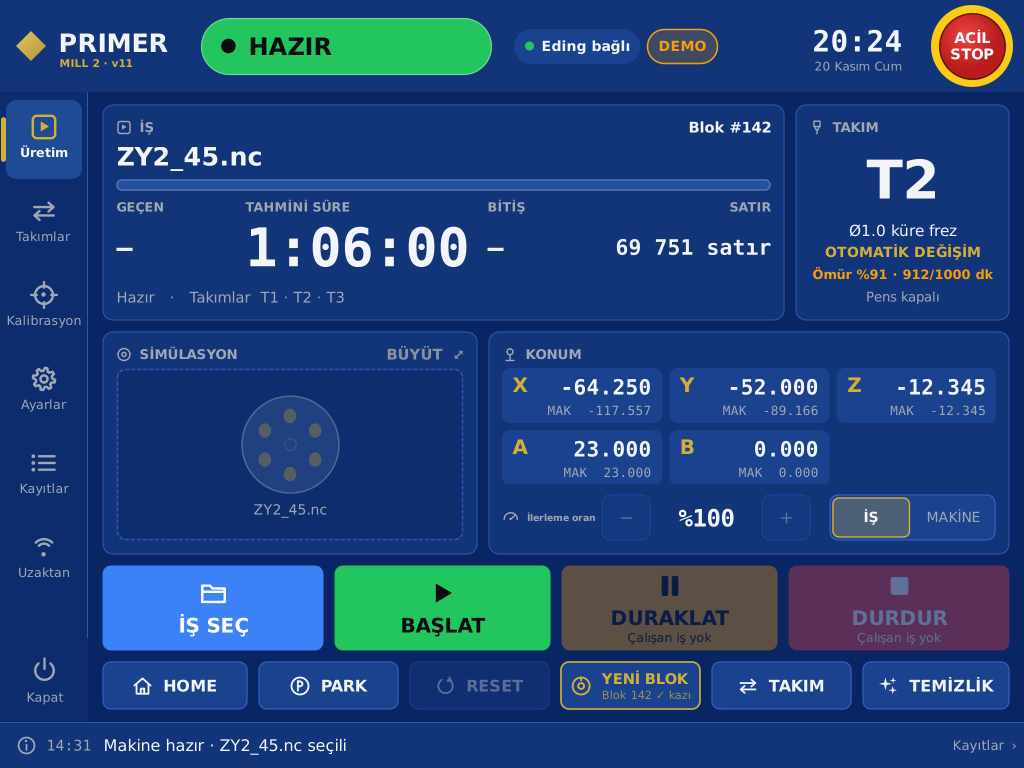 PRIMER
MILL 2 · v11
HAZIR
Eding bağlı
DEMO
20:24
20 Kasım Cum
ACİL
STOP
Üretim
Takımlar
Kalibrasyon
Ayarlar
Kayıtlar
Uzaktan
Kapat
İŞ
Blok #142
ZY2_45.nc
GEÇEN
TAHMİNİ SÜRE
BİTİŞ
SATIR
—
1:06:00
—
69 751 satır
Hazır · Takımlar T1 · T2 · T3
TAKIM
T2
Ø1.0 küre frez
OTOMATİK DEĞİŞİM
Ömür %91 · 912/1000 dk
Pens kapalı
SİMÜLASYON
BÜYÜT
ZY2_45.nc
KONUM
X -64.250
MAK -117.557
Y -52.000
MAK -89.166
Z -12.345
MAK -12.345
A 23.000
MAK 23.000
B 0.000
MAK 0.000
İlerleme oran
−
%100
+
İŞ
MAKİNE
İŞ SEÇ
BAŞLAT
DURAKLAT
Çalışan iş yok
DURDUR
Çalışan iş yok
HOME
PARK
RESET
YENİ BLOK
Blok 142 ✓ kazı
TAKIM
TEMİZLİK
14:31 Makine hazır · ZY2_45.nc seçili
Kayıtlar ›